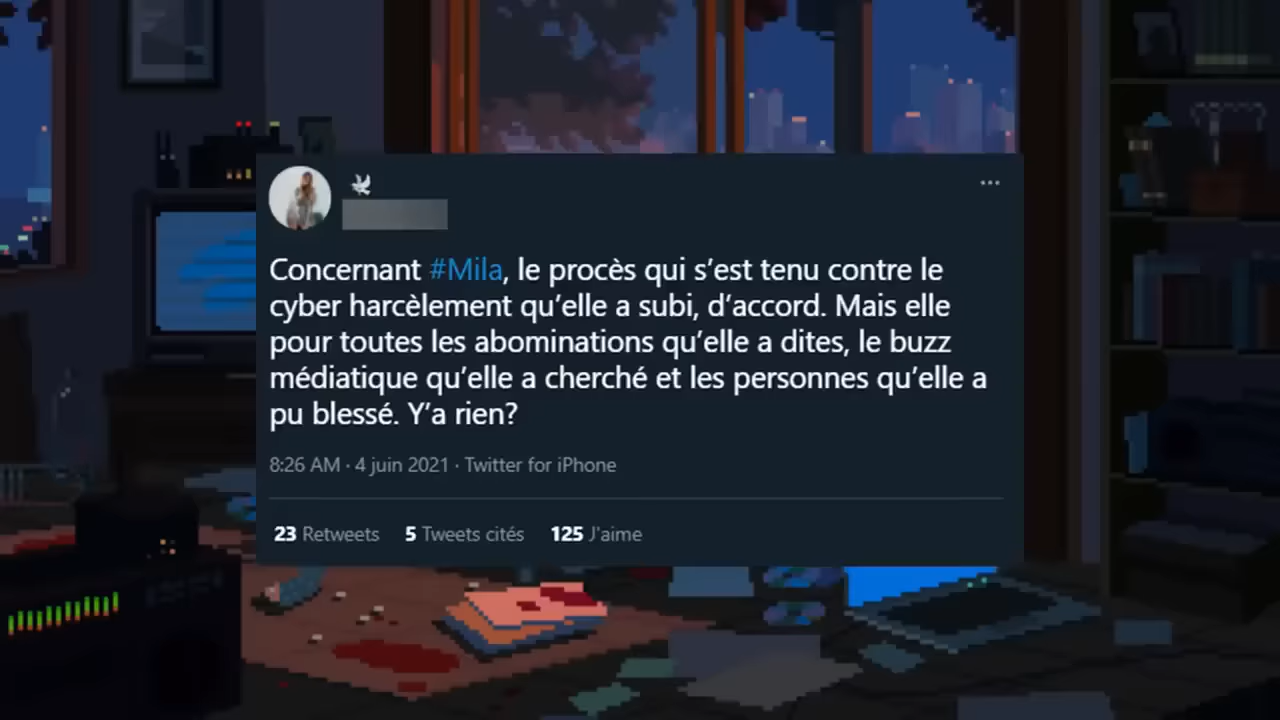 Concernant #Mila, le procès qui s’est tenu contre le
cyber harcèlement qu’elle a subi, d’accord. Mais elle
pour toutes les abominations qu’elle a dites, le buzz
médiatique qu’elle a cherché et les personnes qu’elle a
pu blessé. Y’a rien?
8:26 AM · 4 juin 2021 · Twitter for iPhone
23 Retweets 5 Tweets cités 125 J'aime